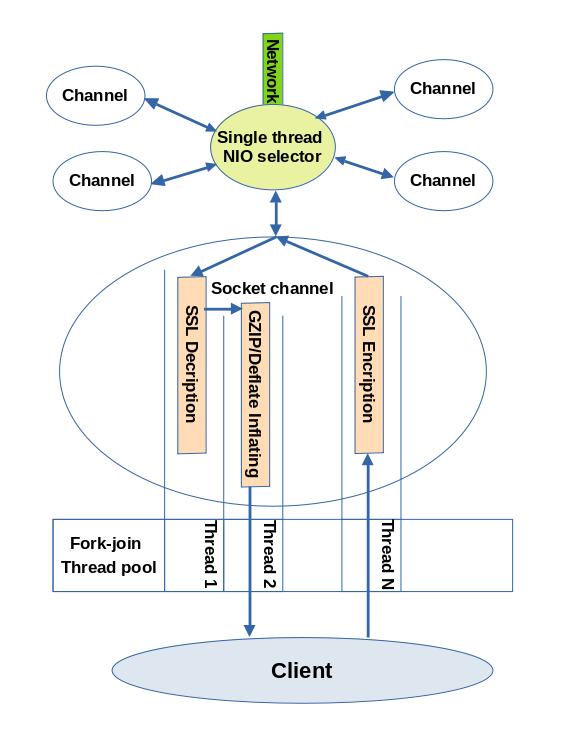 Network
Channel
Channel
Single thread
NIO selector
Channel
Channel
Socket channel
SSL Decription
GZIP/Deflate Inflating
SSL Encription
Fork-join
Thread pool
Thread 1
Thread 2
Thread N
Client